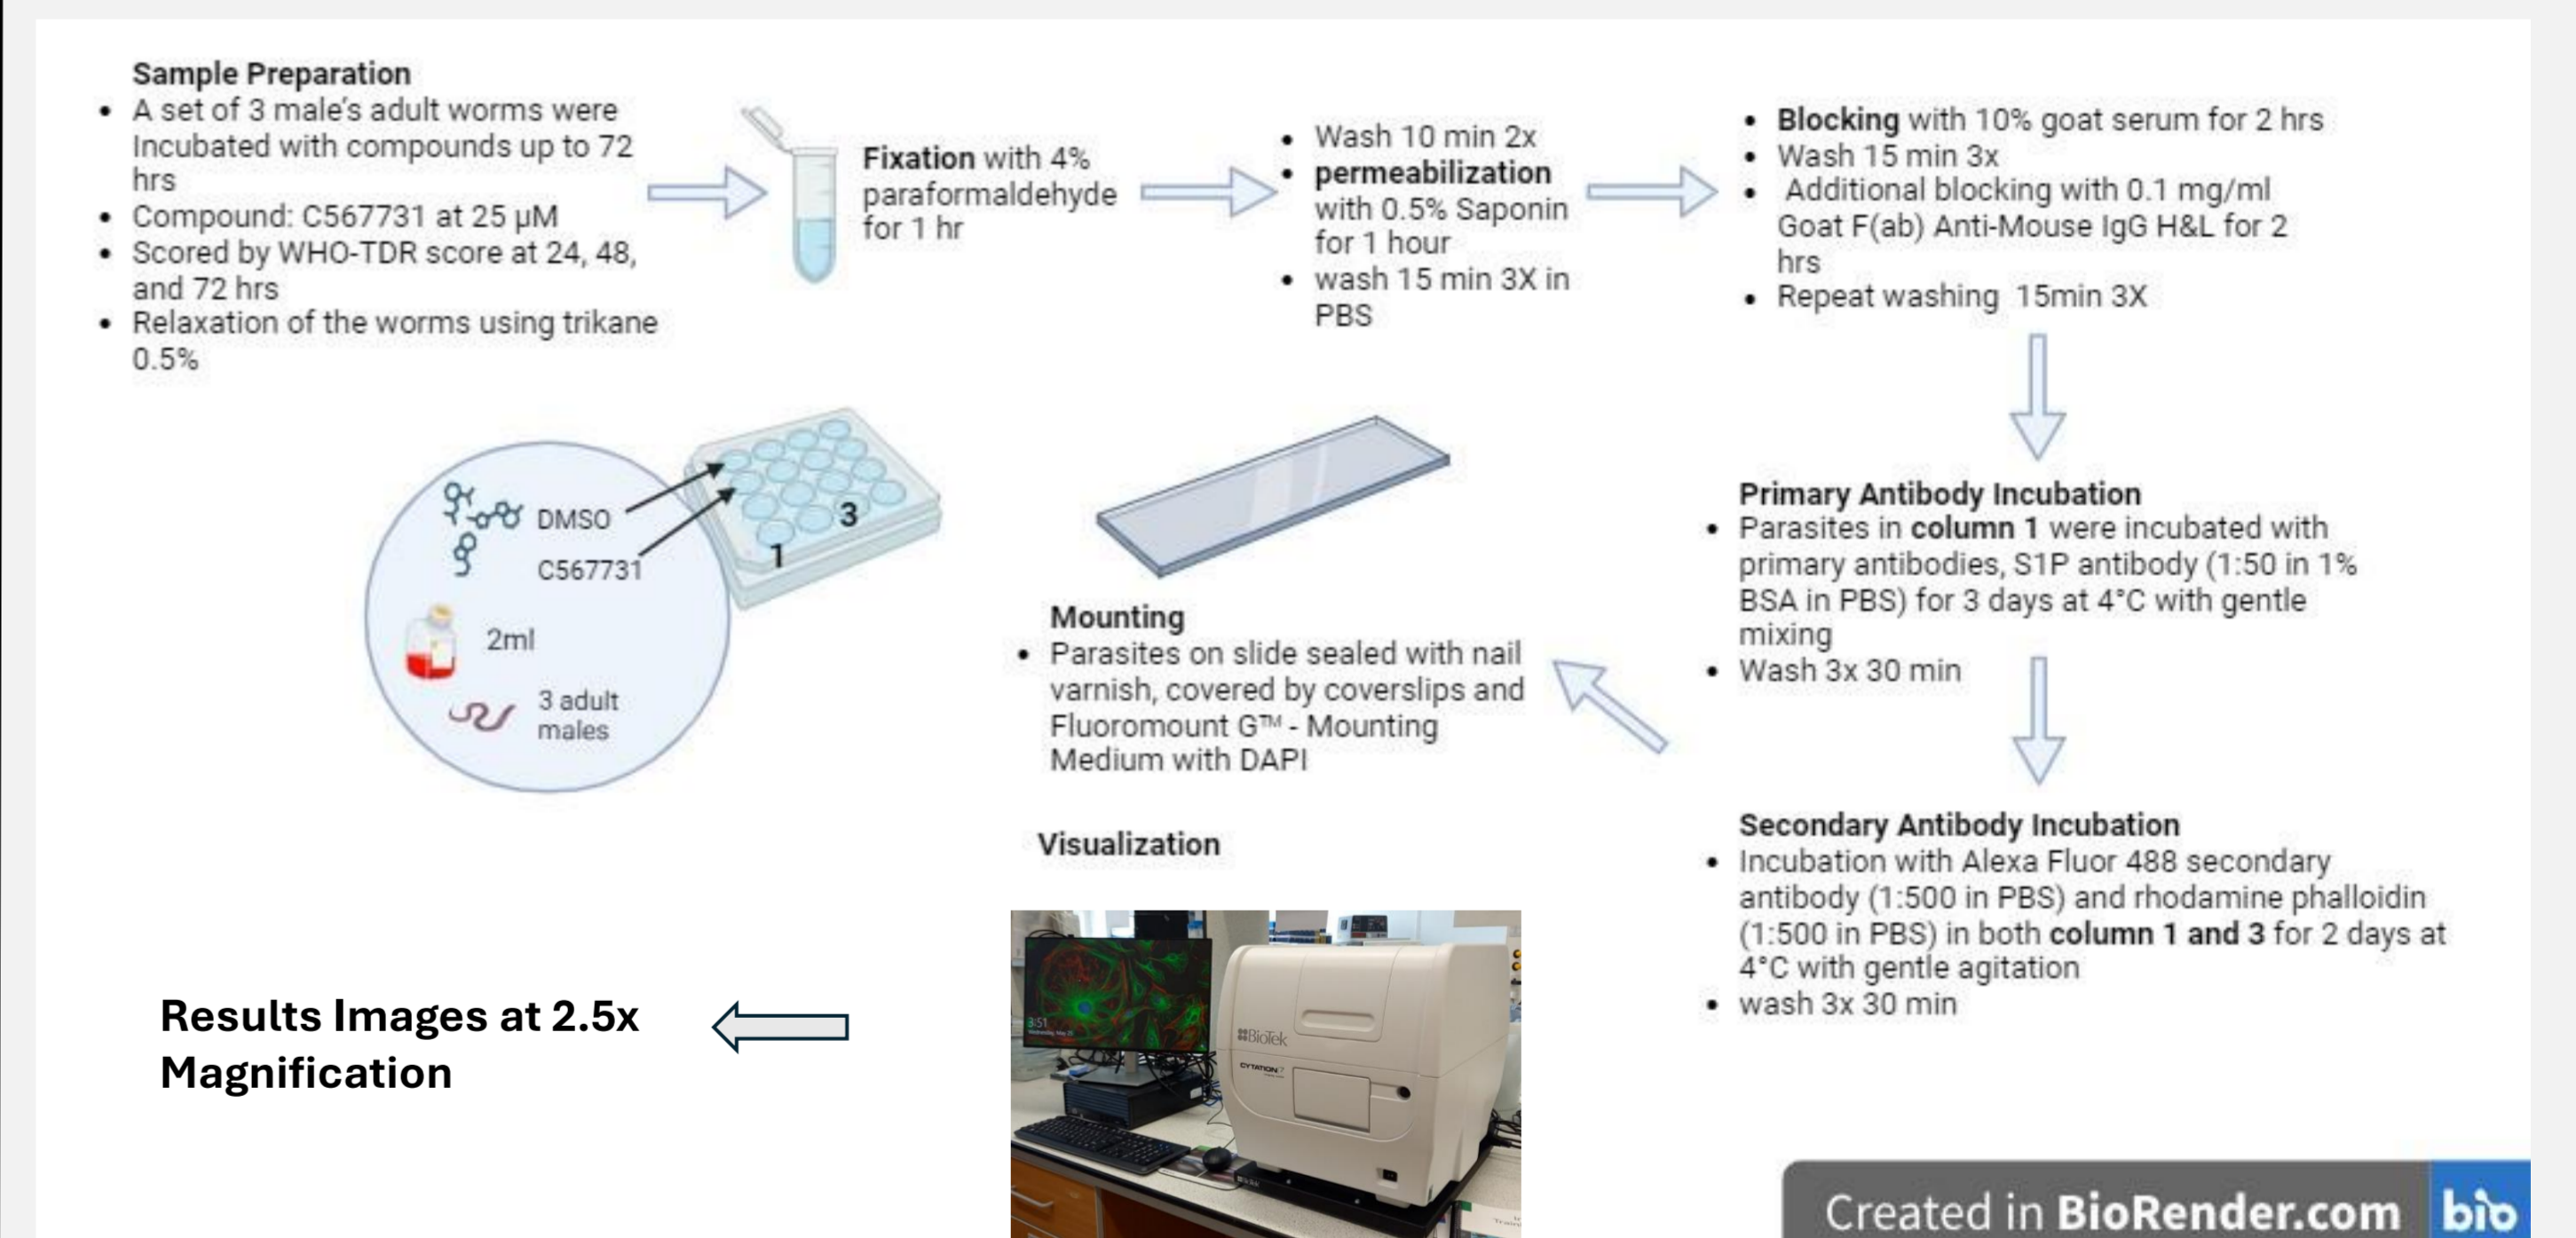 Sample Preparation
• A set of 3 male's adult worms were
Incubated with compounds up to 72
hrs
• Compound: C567731 at 25 µM
• Scored by WHO-TDR score at 24, 48,
and 72 hrs
• Relaxation of the worms using trikane
0.5%
Fixation with 4%
paraformaldehyde
for 1 hr
• Wash 10 min 2x
• permeabilization
with 0.5% Saponin
for 1 hour
• wash 15 min 3X in
PBS
• Blocking with 10% goat serum for 2 hrs
• Wash 15 min 3x
• Additional blocking with 0.1 mg/ml
Goat F(ab) Anti-Mouse IgG H&L for 2
hrs
• Repeat washing 15min 3X
Primary Antibody Incubation
• Parasites in column 1 were incubated with
primary antibodies, S1P antibody (1:50 in 1%
BSA in PBS) for 3 days at 4°C with gentle
mixing
• Wash 3x 30 min
Secondary Antibody Incubation
• Incubation with Alexa Fluor 488 secondary
antibody (1:500 in PBS) and rhodamine phalloidin
(1:500 in PBS) in both column 1 and 3 for 2 days at
4°C with gentle agitation
• wash 3x 30 min
DMSO
C567731
2ml
3 adult
males
1
3
Mounting
• Parasites on slide sealed with nail
varnish, covered by coverslips and
Fluoromount G™ - Mounting
Medium with DAPI
Visualization
3:51
BioTek
CYTATION 7
Results Images at 2.5x
Magnification
Created in BioRender.com
bio